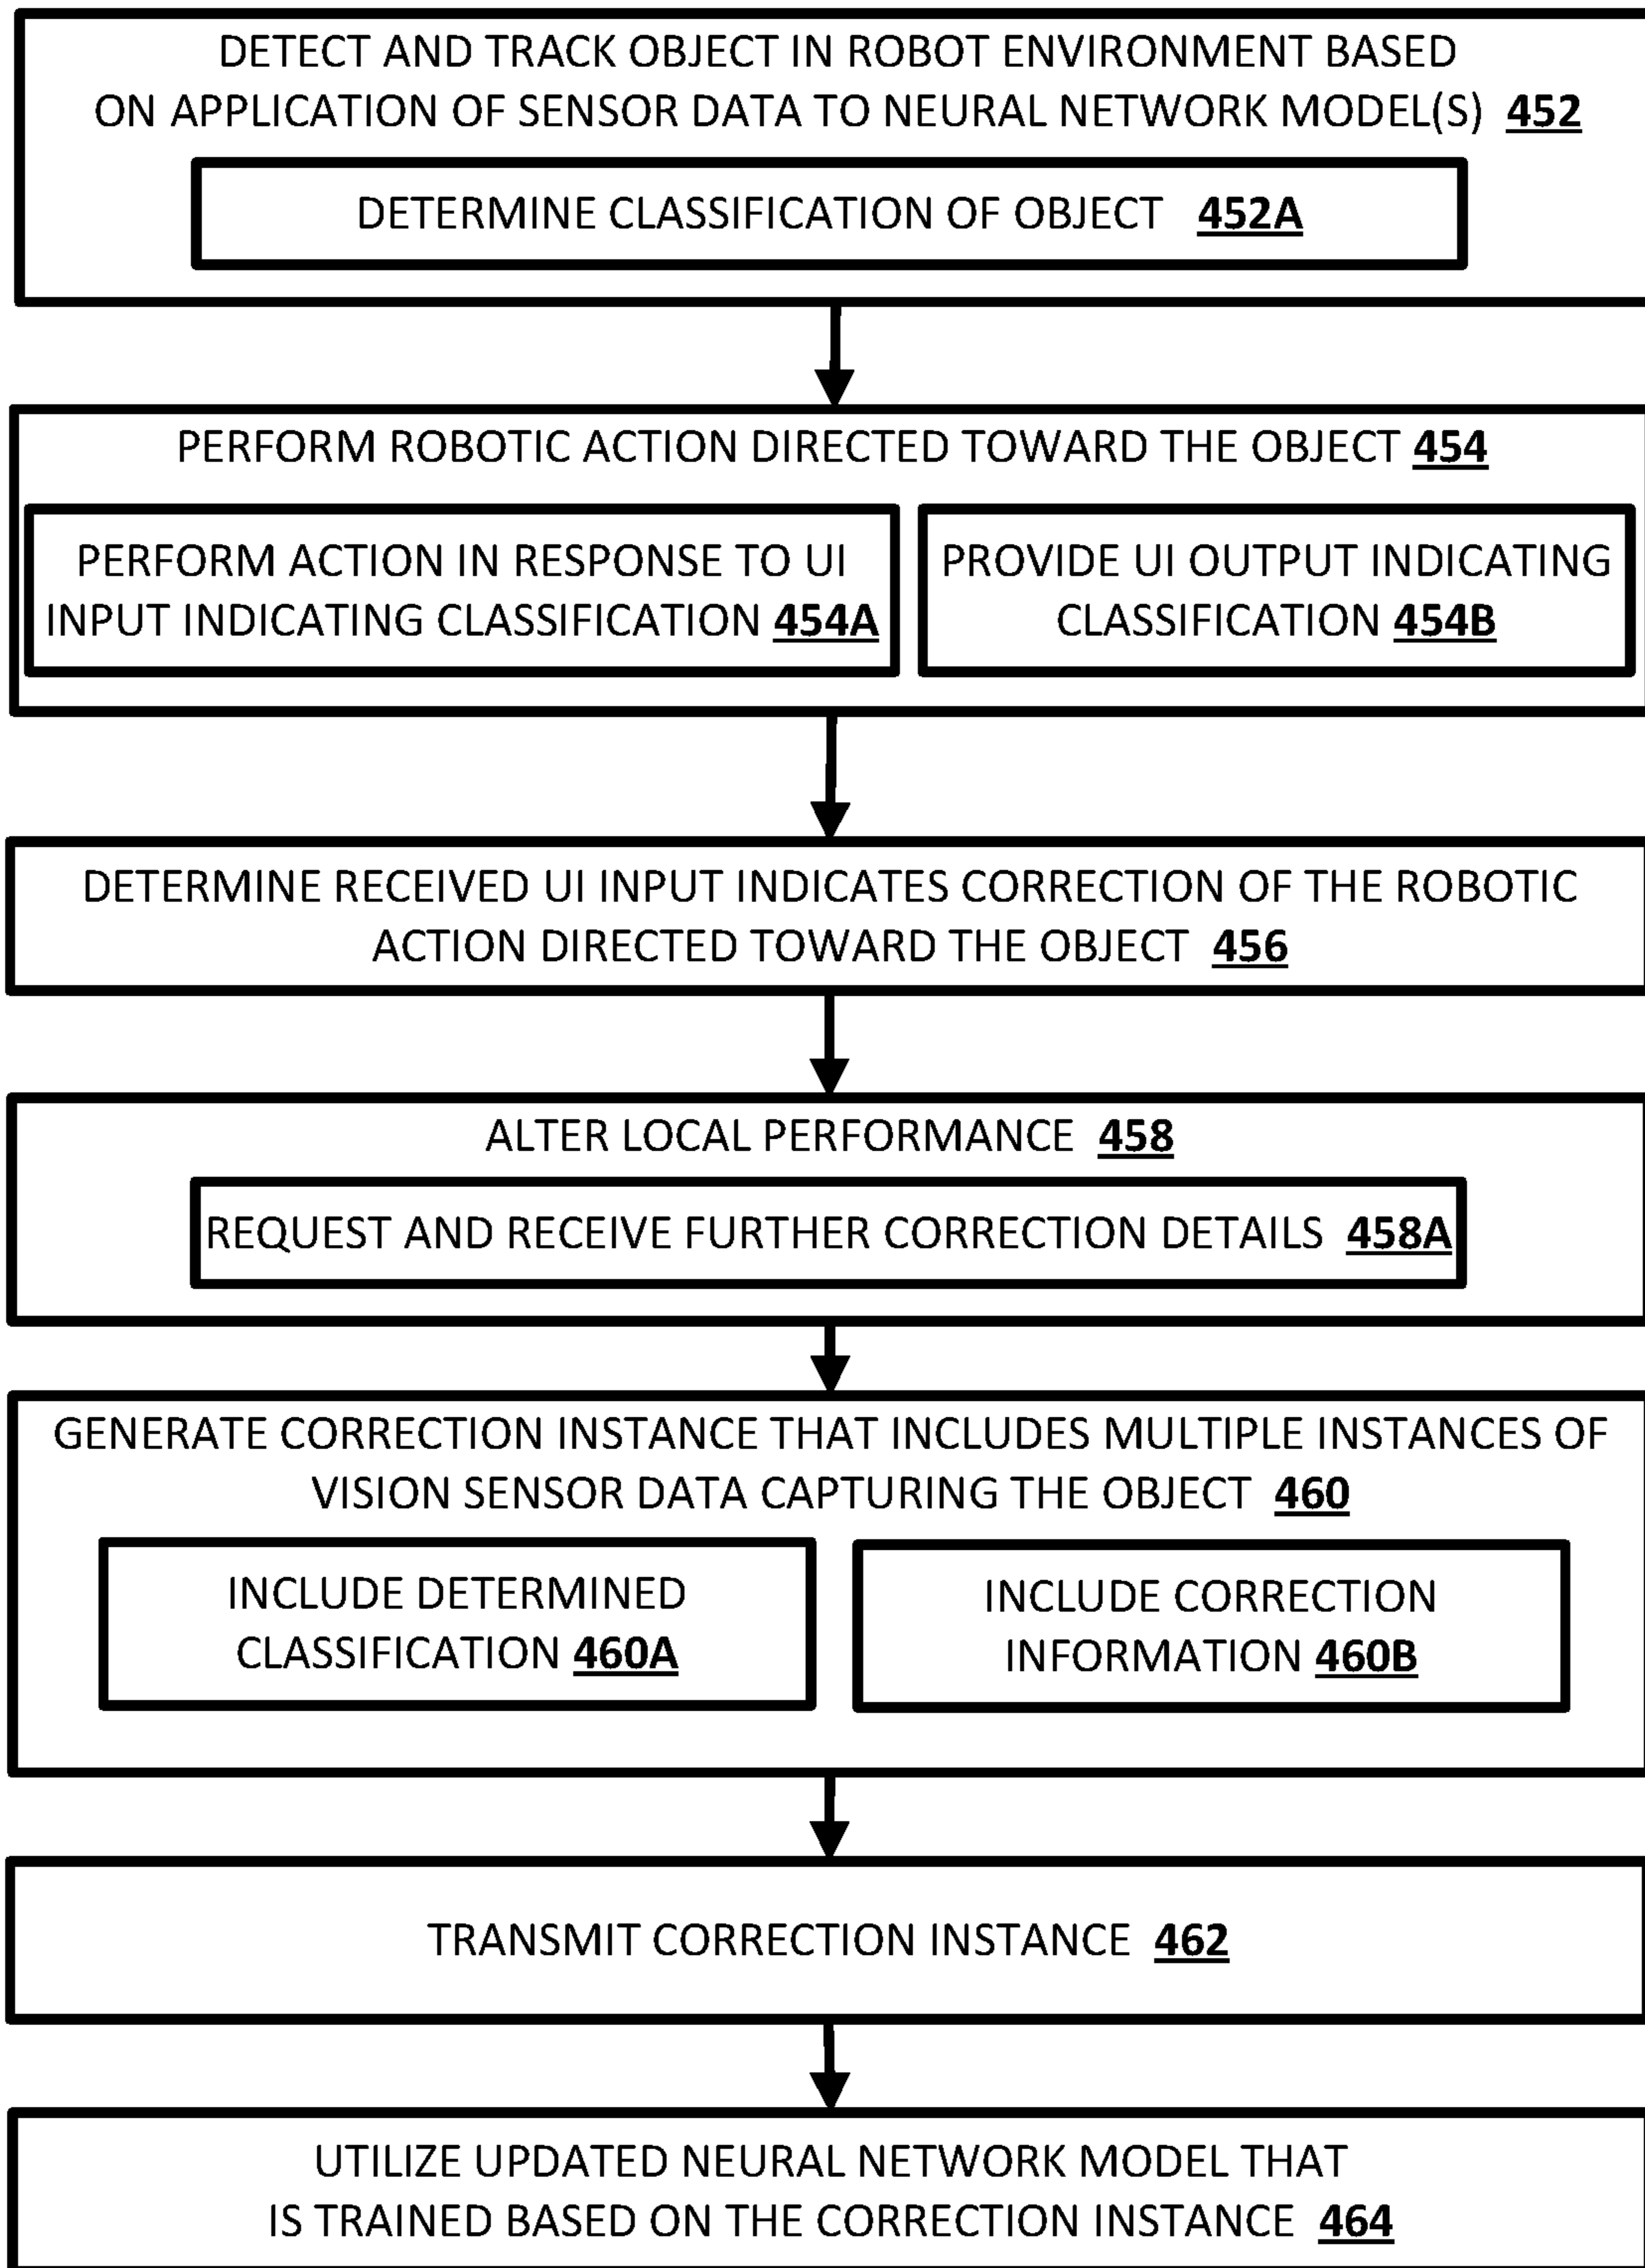 DETECT AND TRACK OBJECT IN ROBOT ENVIRONMENT BASED
ON APPLICATION OF SENSOR DATA TO NEURAL NETWORK MODEL(S) 452
DETERMINE CLASSIFICATION OF OBJECT 452A
PERFORM ROBOTIC ACTION DIRECTED TOWARD THE OBJECT 454
PERFORM ACTION IN RESPONSE TO UI
INPUT INDICATING CLASSIFICATION 454A
PROVIDE UI OUTPUT INDICATING
CLASSIFICATION 454B
DETERMINE RECEIVED UI INPUT INDICATES CORRECTION OF THE ROBOTIC
ACTION DIRECTED TOWARD THE OBJECT 456
ALTER LOCAL PERFORMANCE 458
REQUEST AND RECEIVE FURTHER CORRECTION DETAILS 458A
GENERATE CORRECTION INSTANCE THAT INCLUDES MULTIPLE INSTANCES OF
VISION SENSOR DATA CAPTURING THE OBJECT 460
INCLUDE DETERMINED
CLASSIFICATION 460A
INCLUDE CORRECTION
INFORMATION 460B
TRANSMIT CORRECTION INSTANCE 462
UTILIZE UPDATED NEURAL NETWORK MODEL THAT
IS TRAINED BASED ON THE CORRECTION INSTANCE 464